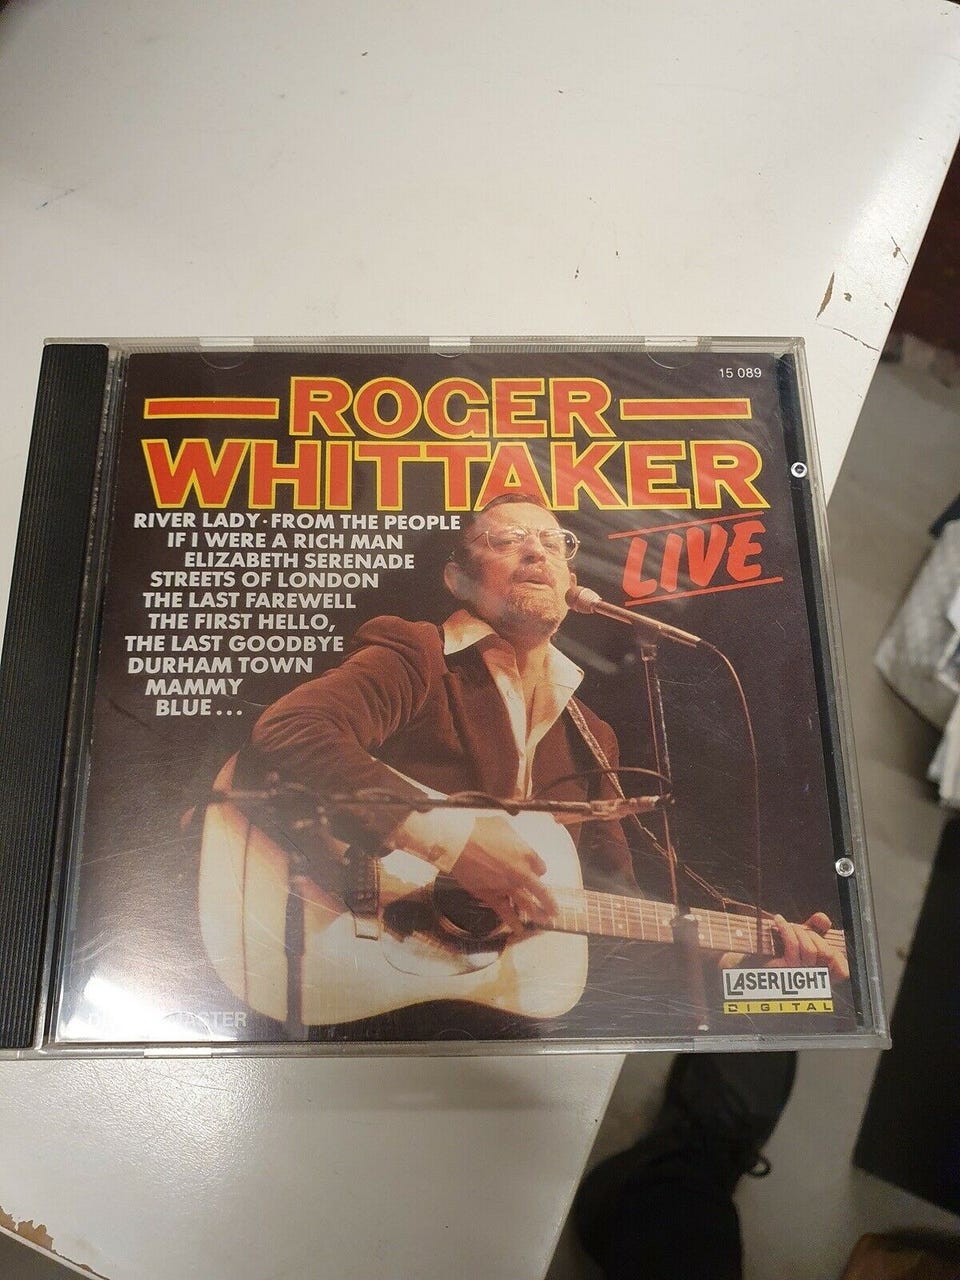 15 089
ROGER
WHITTAKER
LIVE
RIVER LADY · FROM THE PEOPLE
IF I WERE A RICH MAN
ELIZABETH SERENADE
STREETS OF LONDON
THE LAST FAREWELL
THE FIRST HELLO,
THE LAST GOODBYE
DURHAM TOWN
MAMMY
BLUE...
LASERLIGHT
DIGITAL